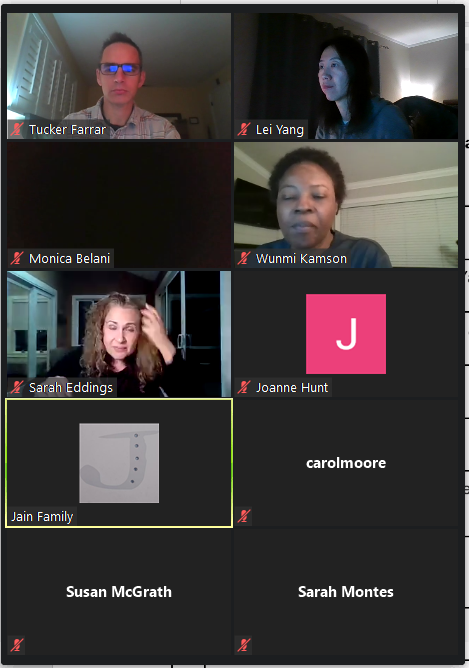 Tucker Farrar
Lei Yang
Monica Belani
Wunmi Kamson
Sarah Eddings
J
Joanne Hunt
J
Jain Family
carolmoore
Susan McGrath
Sarah Montes